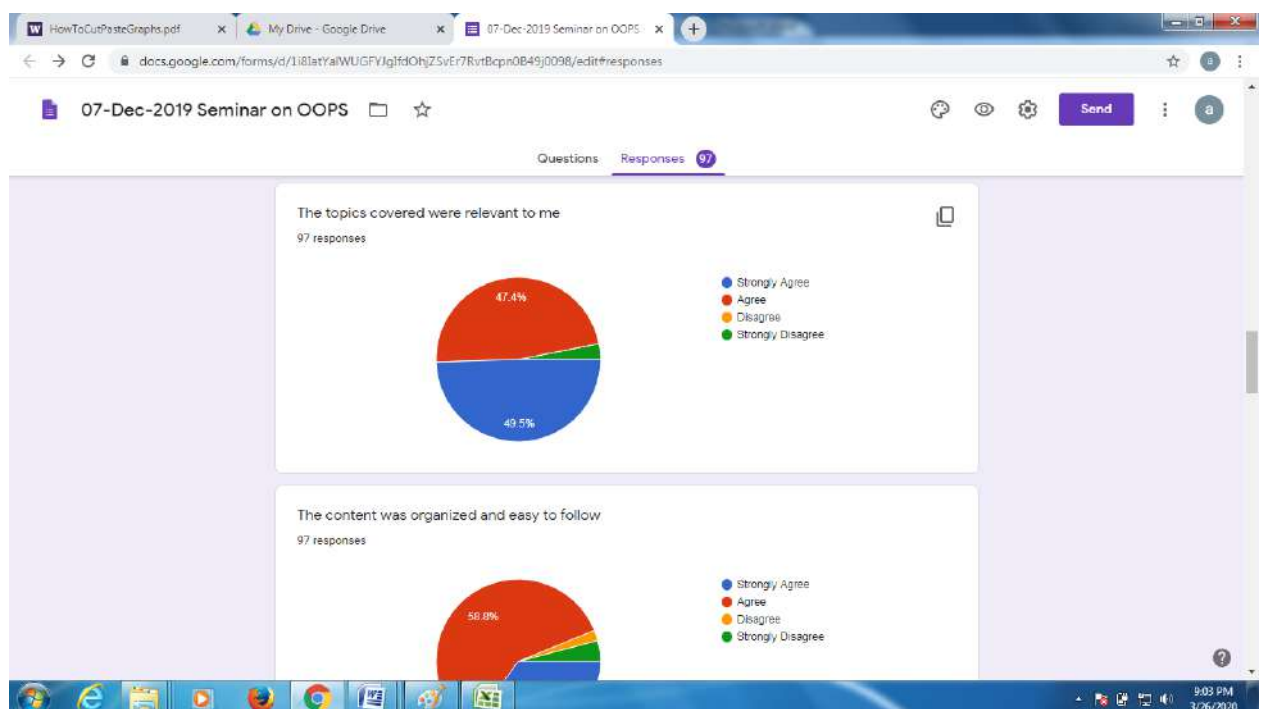 HowToCutPasteGraphs.pdf
My Drive - Google Drive
07-Dec-2019 Seminar on OOPS
docs.google.com/forms/d/
/edit#responses
07-Dec-2019 Seminar on OOPS
Send
a
Questions
Responses
97
The topics covered were relevant to me
97 responses
47.4%
49.5%
Strongly Agree
Agree
Disagree
Strongly Disagree
The content was organized and easy to follow
97 responses
58.8%
Strongly Agree
Agree
Disagree
Strongly Disagree
9:03 PM
3/26/2020